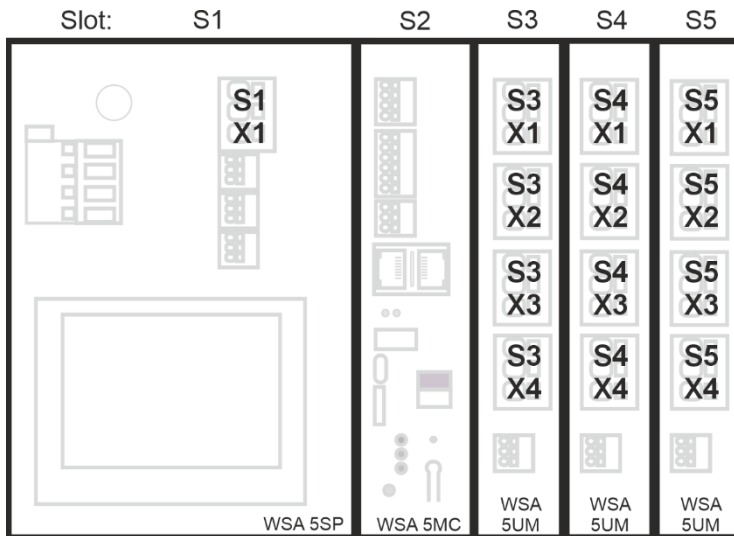 Slot: S1 S2 S3 S4 S5
S1 S3 S4 S5
X1 X1 X1 X1
S3 S4 S5
X2 X2 X2
S3 S4 S5
X3 X3 X3
S3 S4 S5
X4 X4 X4
WSA 5SP WSA 5MC WSA WSA WSA
5UM 5UM 5UM